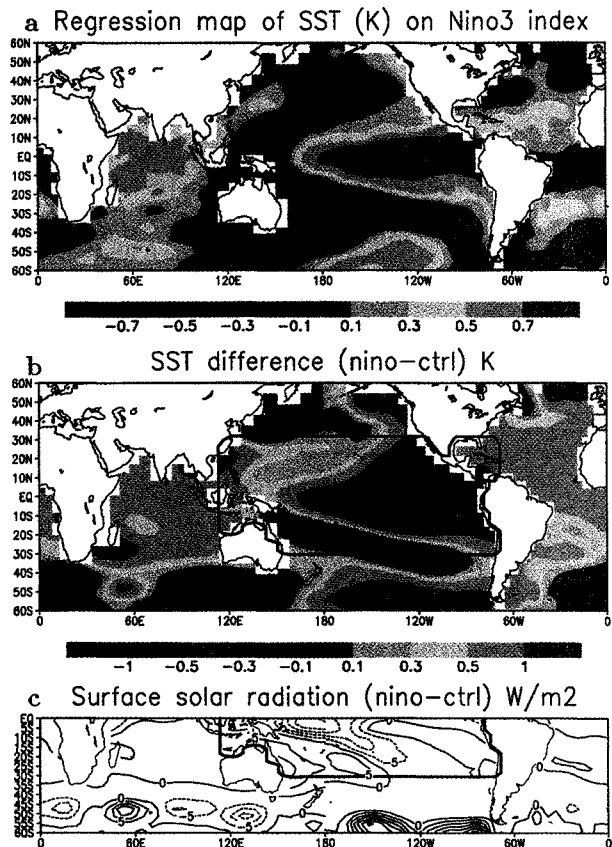 a Regression map of SST (K) on Nino3 index
60N
50N
40N
30N
20N
10N
EQ
10S
20S
30S
40S
50S
60S
0 60E 120E 180 120W 60W 0
-0.7 -0.5 -0.3 -0.1 0.1 0.3 0.5 0.7
b SST difference (nino-ctrl) K
60N
50N
40N
30N
20N
10N
EQ
10S
20S
30S
40S
50S
60S
0 60E 120E 180 120W 60W 0
-1 -0.5 -0.3 -0.1 0.1 0.3 0.5 1
c Surface solar radiation (nino-ctrl) W/m2
EQ
10S
15S
20S
25S
30S
35S
40S
45S
50S
60S
0 60E 120E 180 120W 60W 0